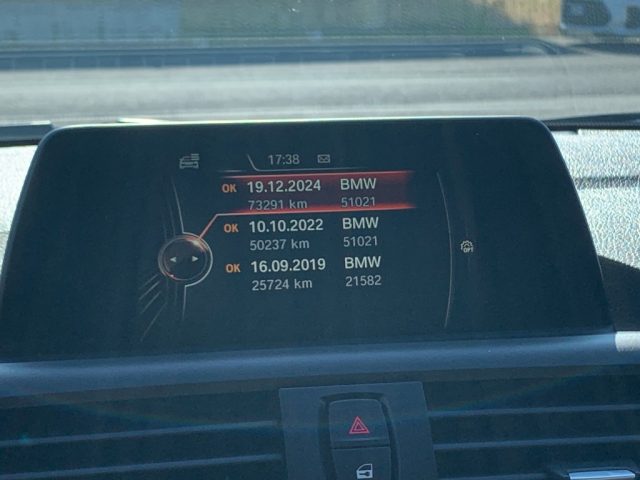 17:38
OK 19.12.2024 BMW
73291 km 51021
OK 10.10.2022 BMW
50237 km 51021
OK 16.09.2019 BMW
25724 km 21582
OPT